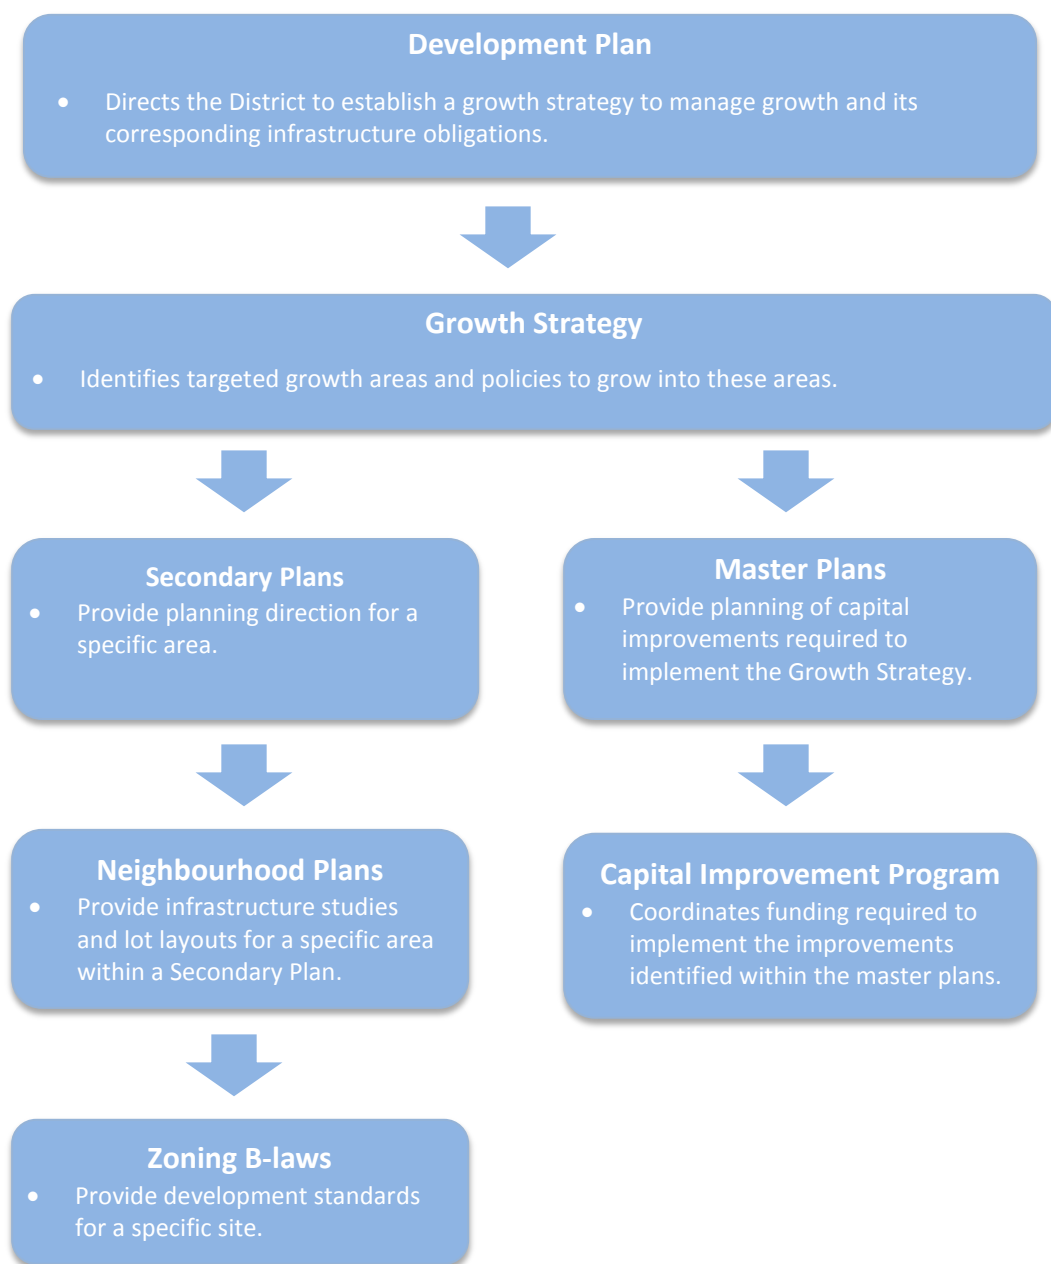 Development Plan
• Directs the District to establish a growth strategy to manage growth and its
corresponding infrastructure obligations.
Growth Strategy
• Identifies targeted growth areas and policies to grow into these areas.
Secondary Plans
• Provide planning direction for a
specific area.
Master Plans
• Provide planning of capital
improvements required to
implement the Growth Strategy.
Neighbourhood Plans
• Provide infrastructure studies
and lot layouts for a specific area
within a Secondary Plan.
Capital Improvement Program
• Coordinates funding required to
implement the improvements
identified within the master plans.
Zoning B-laws
• Provide development standards
for a specific site.